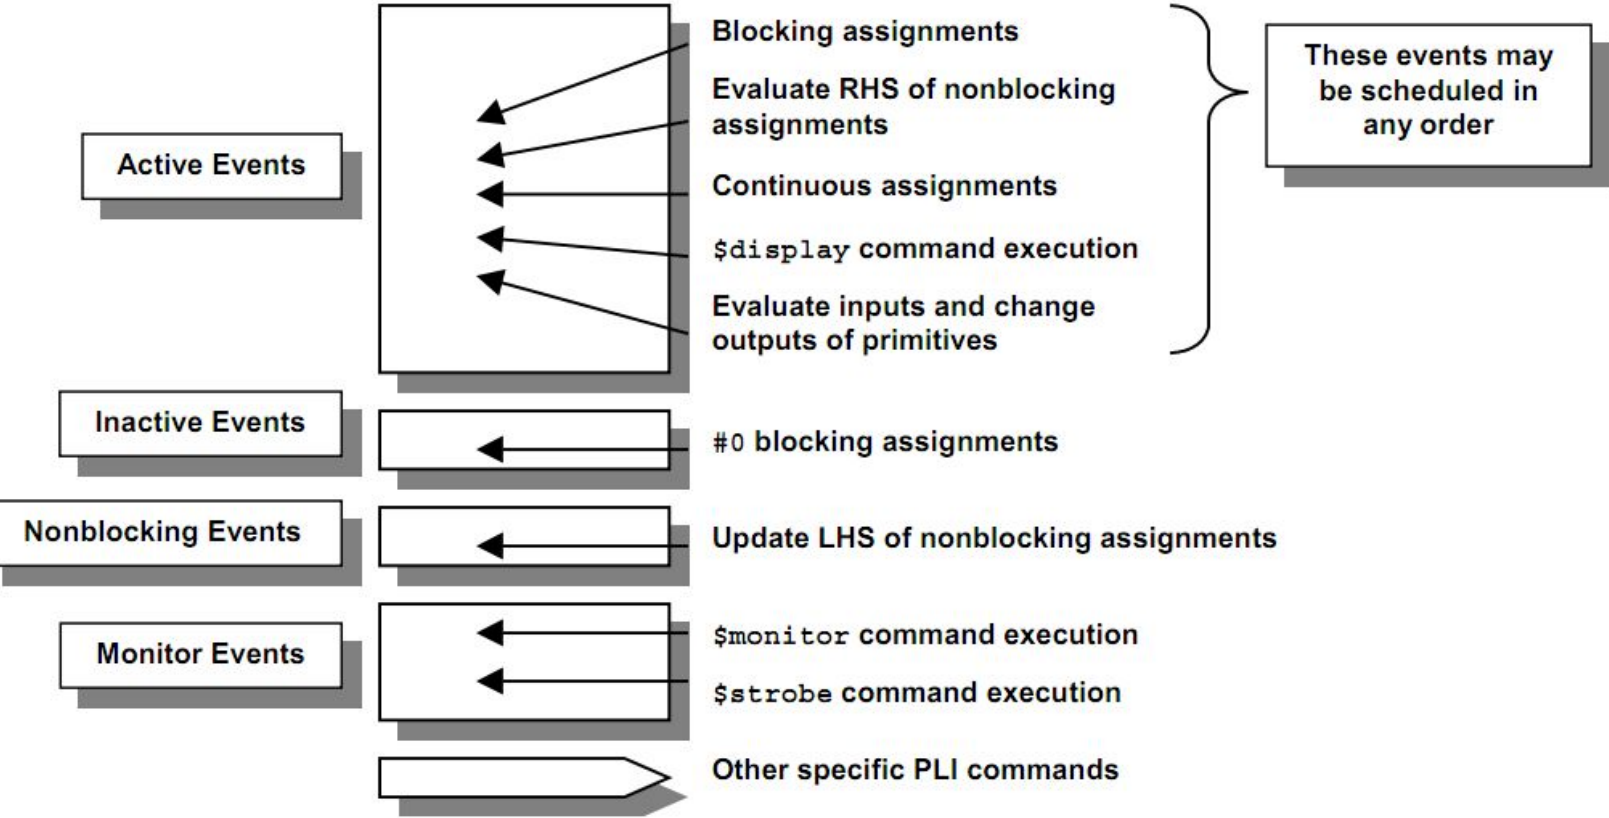 Active Events
Blocking assignments
Evaluate RHS of nonblocking
assignments
Continuous assignments
$display command execution
Evaluate inputs and change
outputs of primitives
These events may
be scheduled in
any order
Inactive Events
#0 blocking assignments
Nonblocking Events
Update LHS of nonblocking assignments
Monitor Events
$monitor command execution
$strobe command execution
Other specific PLI commands